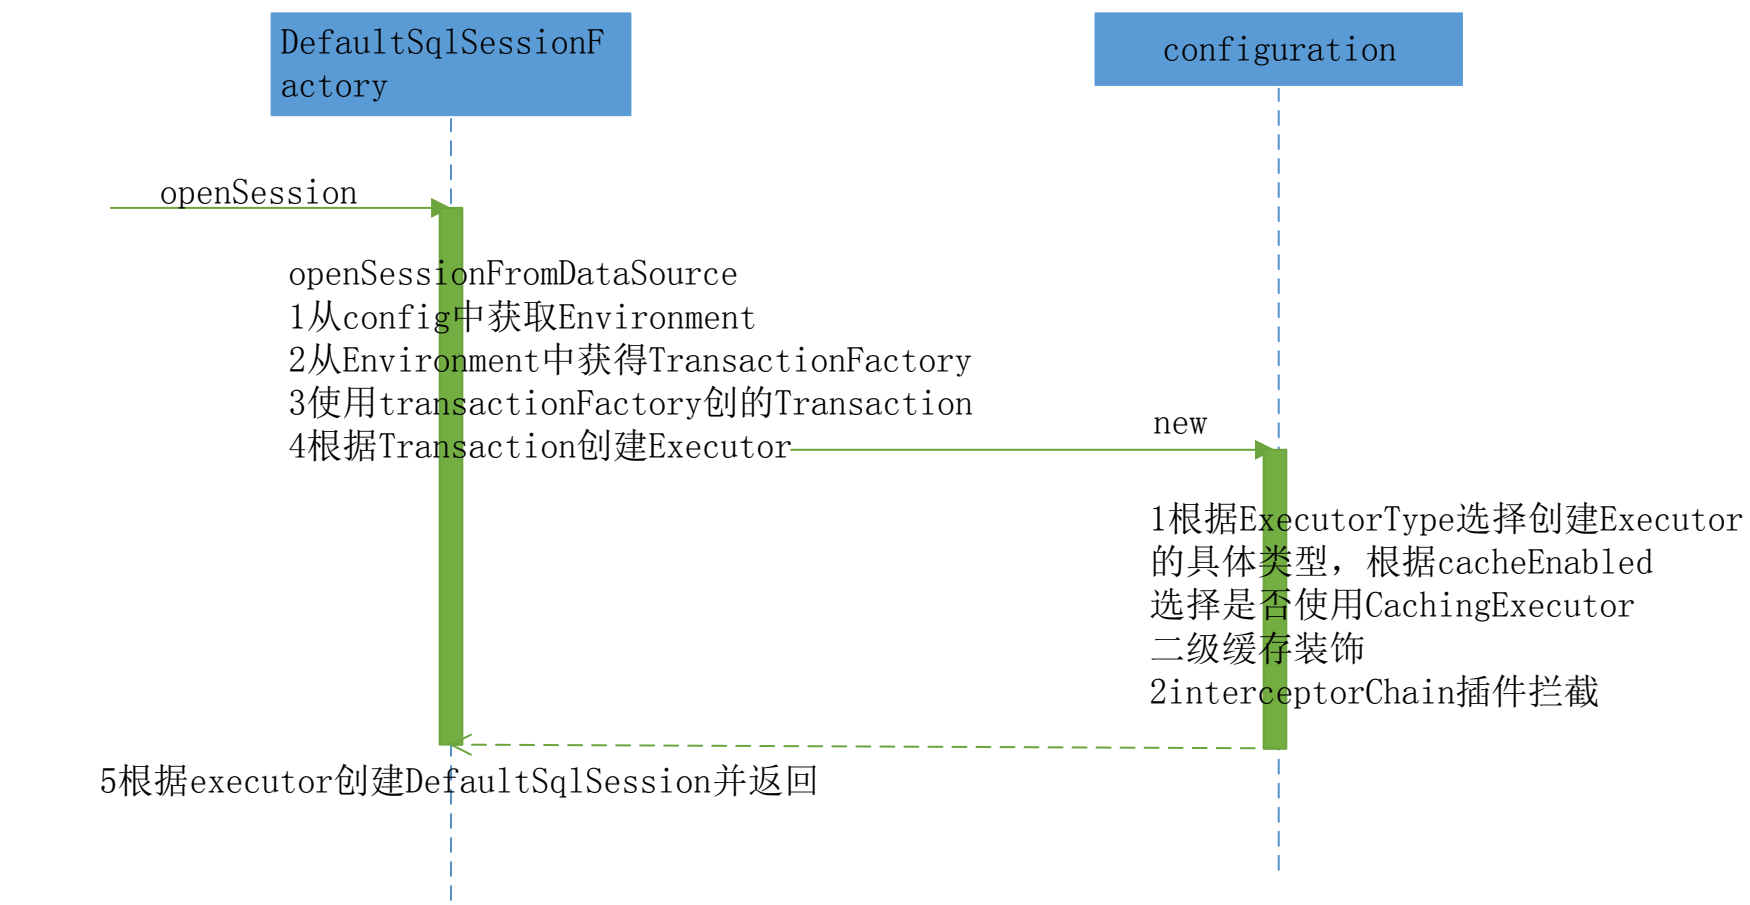 DefaultSqlSessionF
actory
configuration
openSession
openSessionFromDataSource
1从config中获取Environment
2从Environment中获得TransactionFactory
3使用transactionFactory创的Transaction
4根据Transaction创建Executor
new
1根据ExecutorType选择创建Executor
的具体类型，根据cacheEnabled
选择是否使用CachingExecutor
二级缓存装饰
2interceptorChain插件拦截
5根据executor创建DefaultSqlSession并返回